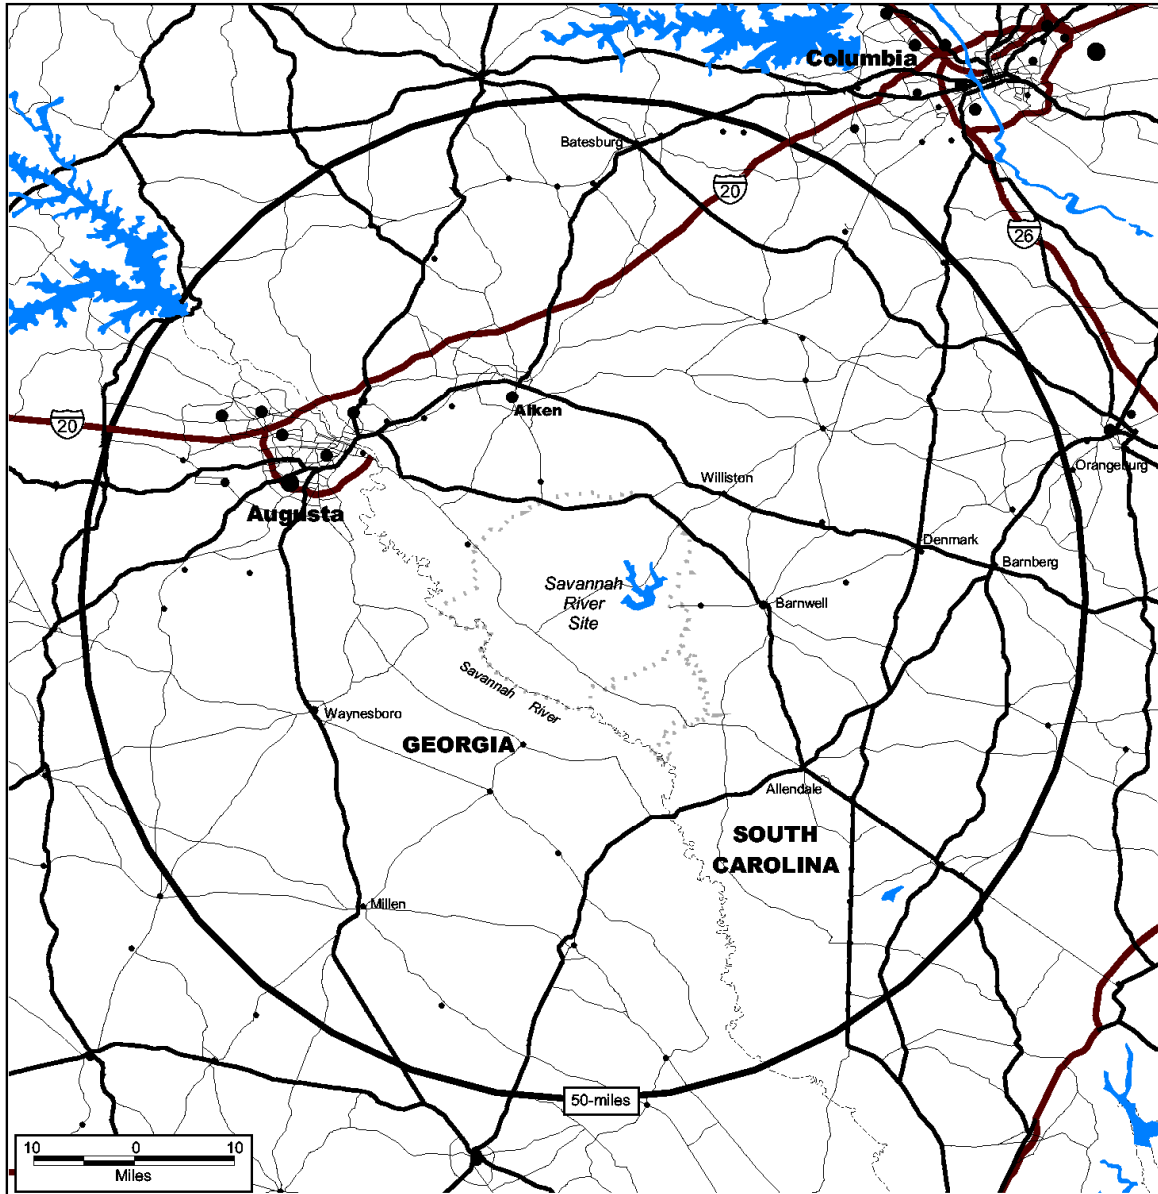 Columbia
Batesburg
20
26
Aiken
20
Orangeburg
Williston
Augusta
Denmark
Barnberg
Savannah
River
Site
Barnwell
Savannah River
Waynesboro
GEORGIA
Allendale
SOUTH
CAROLINA
Millen
50-miles
10 0 10
Miles